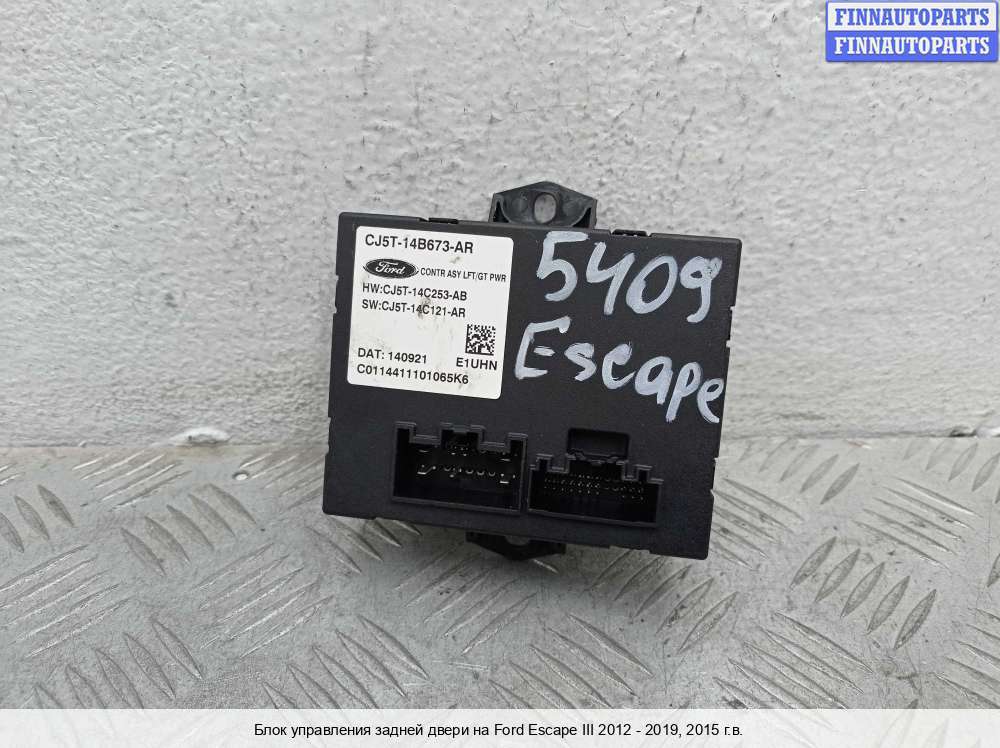 FINNAUTOPARTS
FINNAUTOPARTS
CJ5T-14B673-AR
Ford CONTR ASY LFT/GT PWR
HW:CJ5T-14C253-AB
SW:CJ5T-14C121-AR
DAT: 140921 E1UHN
C0114411101065K6
5409
Escape
Блок управления задней двери на Ford Escape III 2012 - 2019, 2015 г.в.